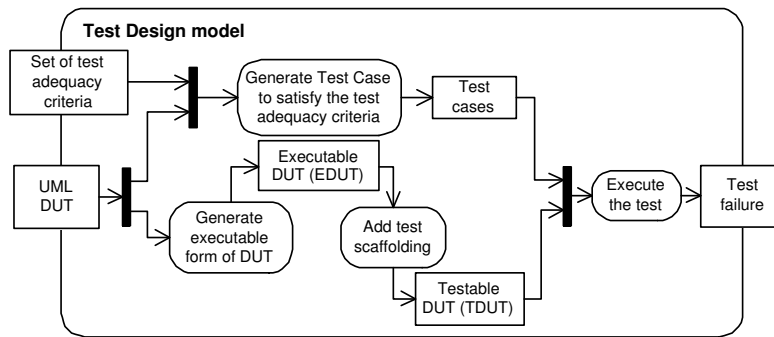 Test Design model
Set of test
adequacy
criteria
Generate Test Case
to satisfy the test
adequacy criteria
Test
cases
UML
DUT
Executable
DUT (EDUT)
Generate
executable
form of DUT
Add test
scaffolding
Testable
DUT (TDUT)
Execute
the test
Test
failure